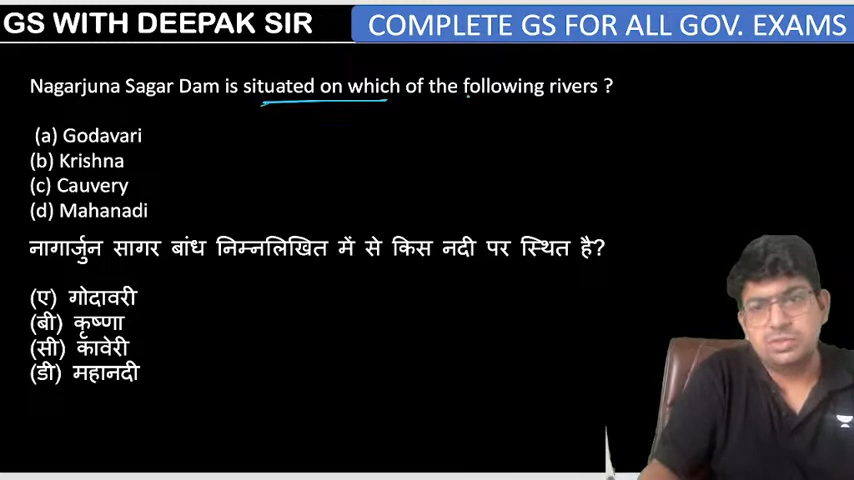 GS WITH DEEPAK SIR
COMPLETE GS FOR ALL GOV. EXAMS
Nagarjuna Sagar Dam is situated on which of the following rivers ?
(a) Godavari
(b) Krishna
(c) Cauvery
(d) Mahanadi
नागार्जुन सागर बांध निम्नलिखित में से किस नदी पर स्थित है?
(ए) गोदावरी
(बी) कृष्णा
(सी) कावेरी
(डी) महानदी